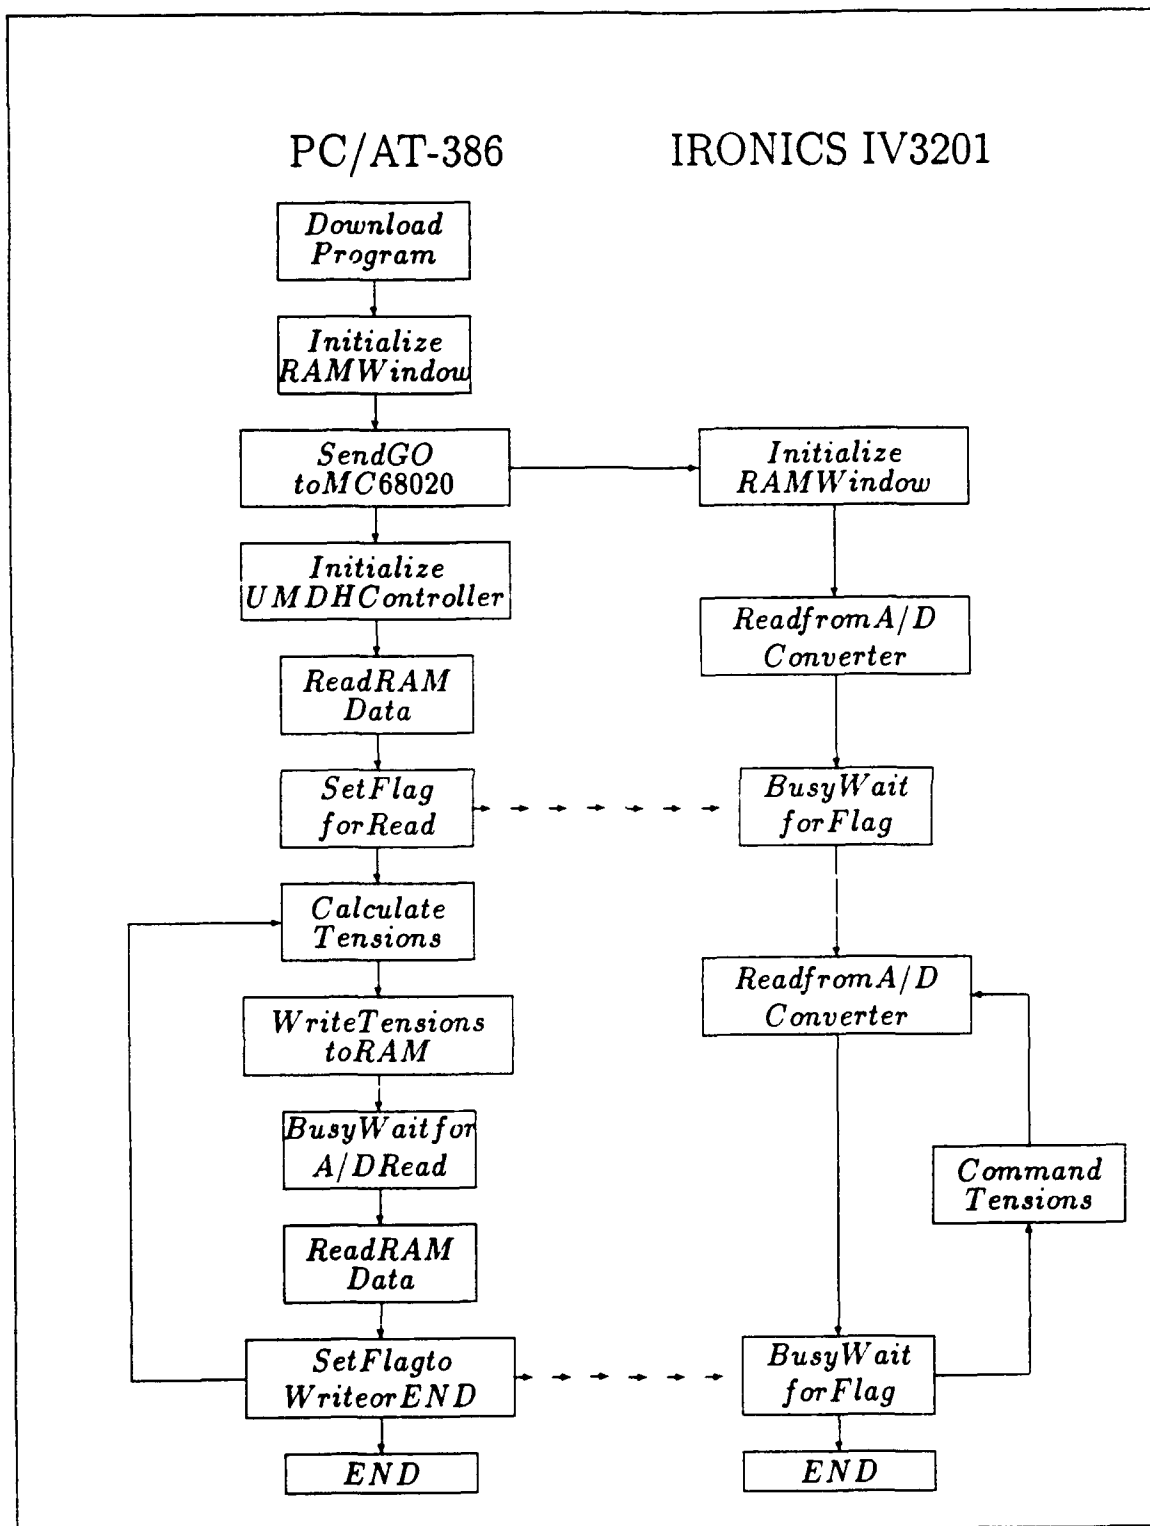 PC/AT-386
IRONICS IV3201
Download
Program
Initialize
RAMWindow
SendGO
toMC68020
Initialize
RAMWindow
Initialize
UMDHController
ReadfromA/D
Converter
ReadRAM
Data
SetFlag
forRead
BusyWait
forFlag
Calculate
Tensions
ReadfromA/D
Converter
WriteTensions
toRAM
BusyWaitfor
A/DRead
Command
Tensions
ReadRAM
Data
SetFlagto
WriteorEND
BusyWait
forFlag
END
END